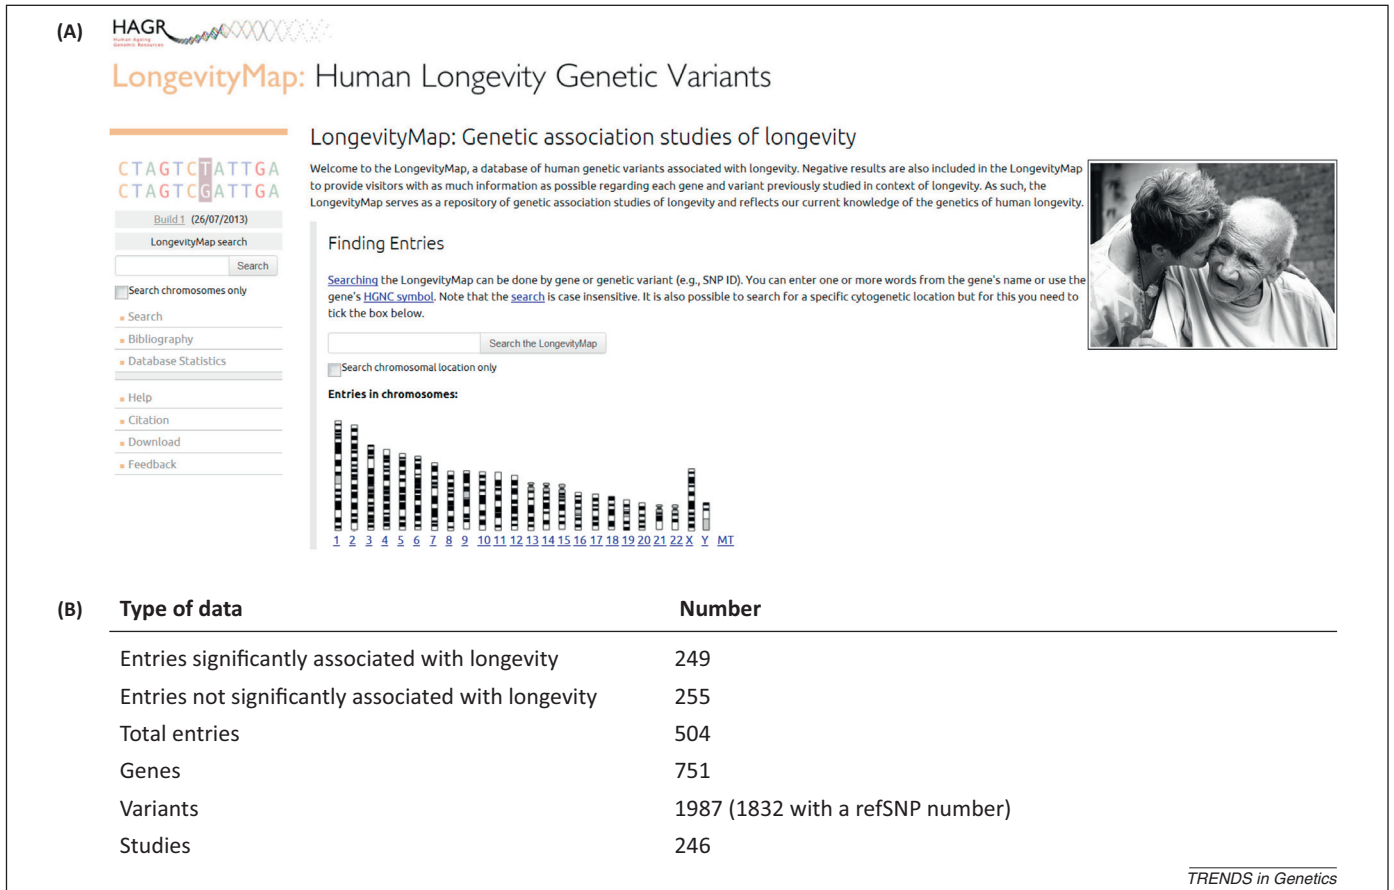 (A)
HAGR
Human Ageing
Genomic Resources
LongevityMap: Human Longevity Genetic Variants
CTAGTCTATTGA
CTAGTCGATTGA
Build 1 (26/07/2013)
LongevityMap search
Search
Search chromosomes only
Search
Bibliography
Database Statistics
Help
Citation
Download
Feedback
LongevityMap: Genetic association studies of longevity
Welcome to the LongevityMap, a database of human genetic variants associated with longevity. Negative results are also included in the LongevityMap
to provide visitors with as much information as possible regarding each gene and variant previously studied in context of longevity. As such, the
LongevityMap serves as a repository of genetic association studies of longevity and reflects our current knowledge of the genetics of human longevity.
Finding Entries
Searching the LongevityMap can be done by gene or genetic variant (e.g., SNP ID). You can enter one or more words from the gene's name or use the
gene's HGNC symbol. Note that the search is case insensitive. It is also possible to search for a specific cytogenetic location but for this you need to
tick the box below.
Search the LongevityMap
Search chromosomal location only
Entries in chromosomes:
1 2 3 4 5 6 7 8 9 10 11 12 13 14 15 16 17 18 19 20 21 22 X Y MT
(B) Type of data Number
Entries significantly associated with longevity 249
Entries not significantly associated with longevity 255
Total entries 504
Genes 751
Variants 1987 (1832 with a refSNP number)
Studies 246
TRENDS in Genetics